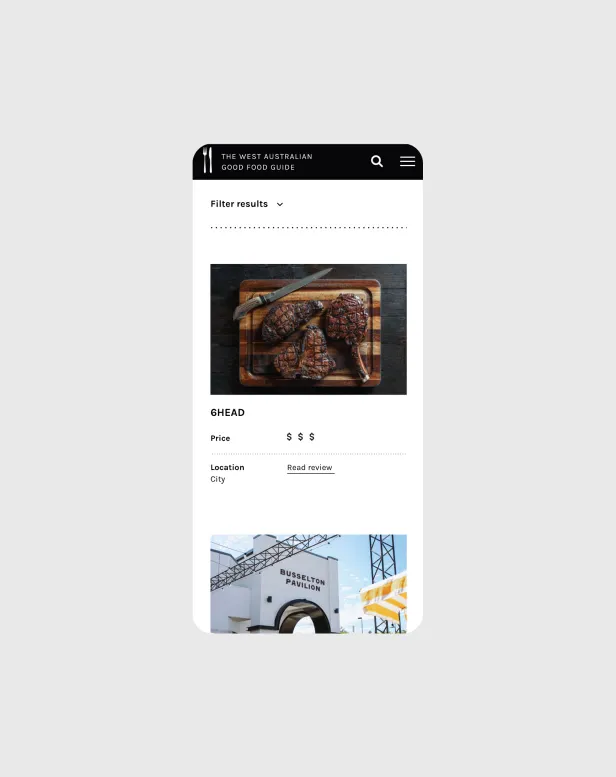 THE WEST AUSTRALIAN
GOOD FOOD GUIDE
Filter results
6HEAD
Price $ $ $
Location Read review
City
BUSSELTON
PAVILION